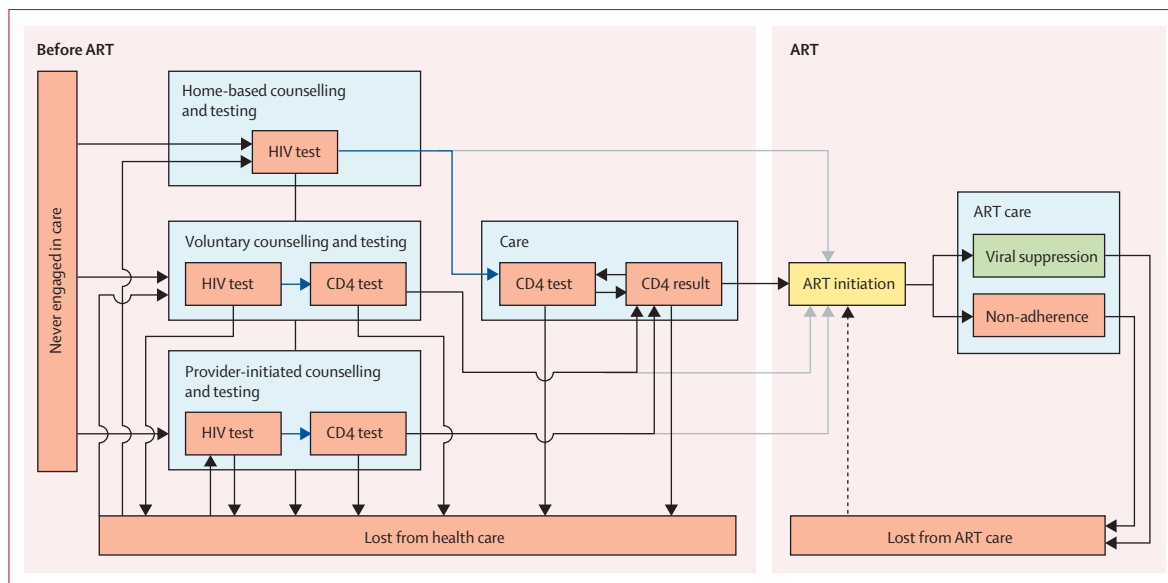 Before ART
ART
Never engaged in care
Home-based counselling
and testing
HIV test
Voluntary counselling and testing
HIV test
CD4 test
Care
CD4 test
CD4 result
Provider-initiated counselling
and testing
HIV test
CD4 test
Lost from health care
ART initiation
ART care
Viral suppression
Non-adherence
Lost from ART care